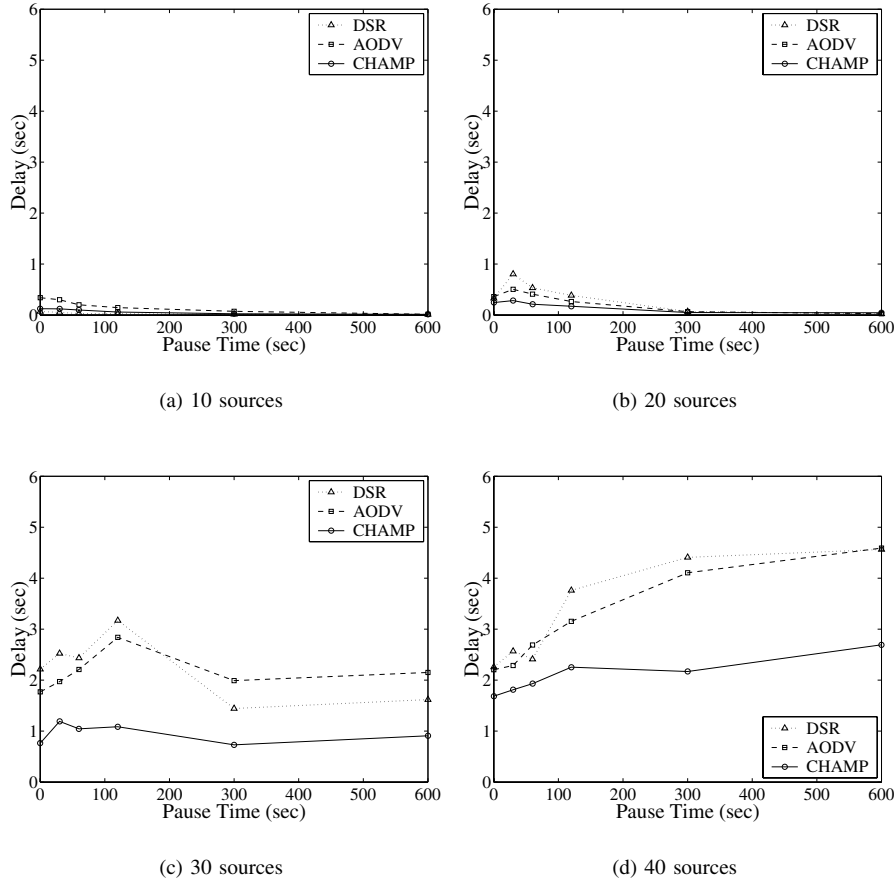 6
5
4
3
2
1
0
Delay (sec)
0 100 200 300 400 500 600
Pause Time (sec)
DSR
AODV
CHAMP
(a) 10 sources
6
5
4
3
2
1
0
Delay (sec)
0 100 200 300 400 500 600
Pause Time (sec)
DSR
AODV
CHAMP
(b) 20 sources
6
5
4
3
2
1
0
Delay (sec)
0 100 200 300 400 500 600
Pause Time (sec)
DSR
AODV
CHAMP
(c) 30 sources
6
5
4
3
2
1
0
Delay (sec)
0 100 200 300 400 500 600
Pause Time (sec)
DSR
AODV
CHAMP
(d) 40 sources